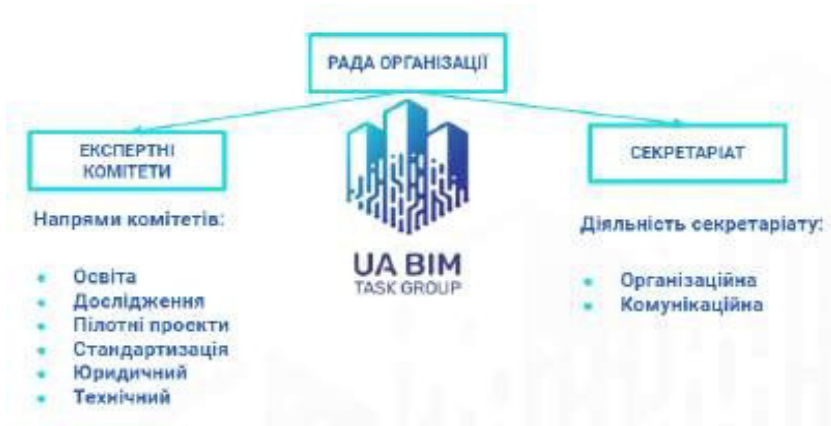 РАДА ОРГАНІЗАЦІЇ
ЕКСПЕРТНІ
КОМІТЕТИ
СЕКРЕТАРІАТ
Напрями комітетів:
Освіта
Дослідження
Пілотні проєкти
Стандартизація
Юридичний
Технічний
UA BIM
TASK GROUP
Діяльність секретаріату:
Організаційна
Комунікаційна